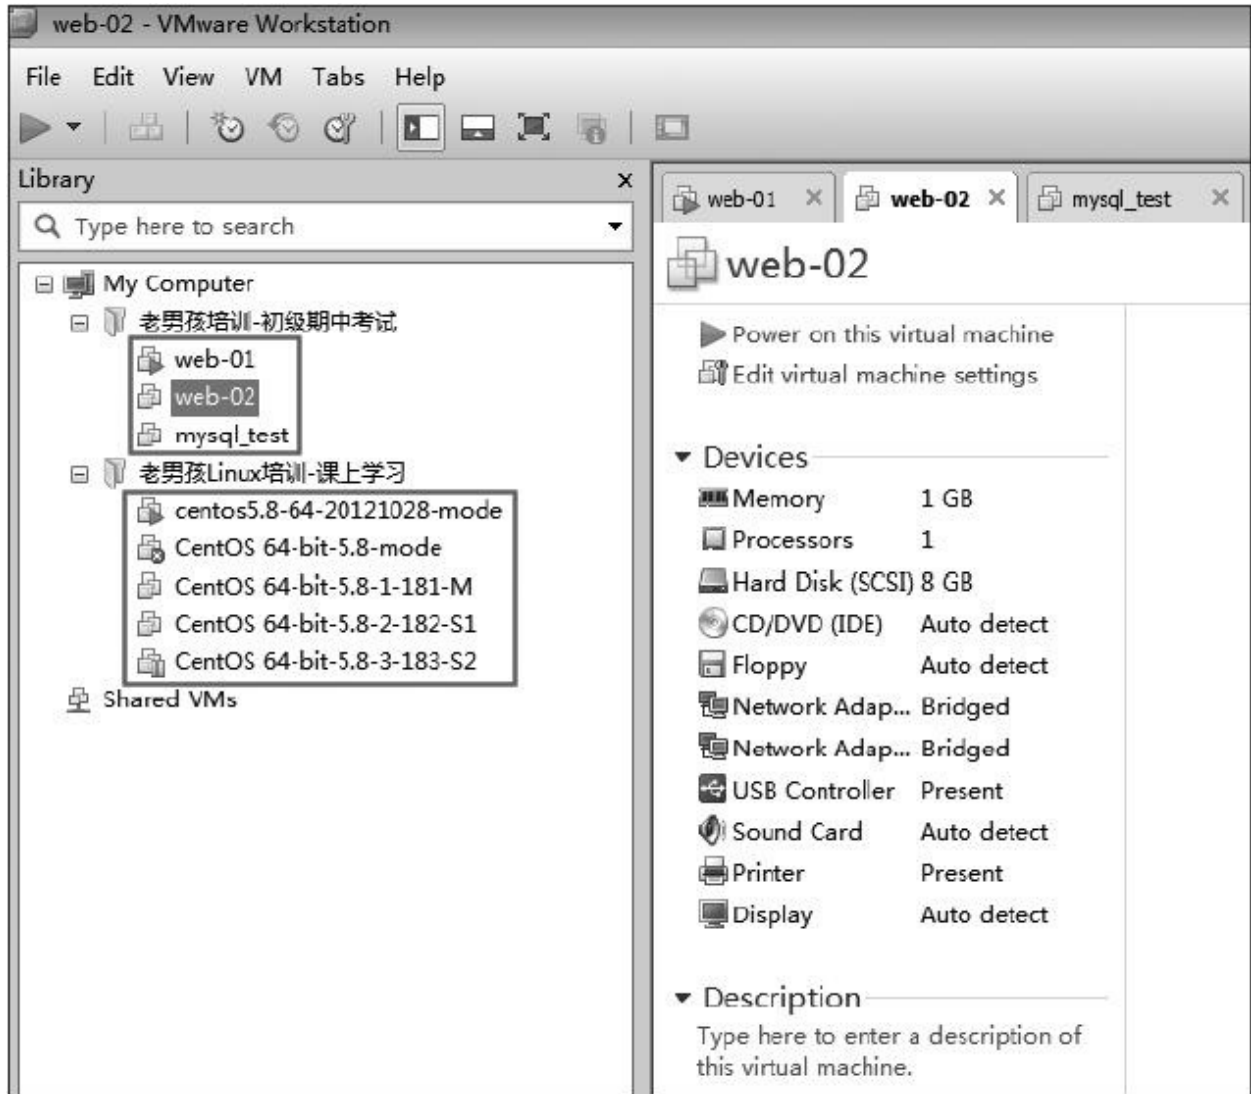 web-02 - VMware Workstation
File Edit View VM Tabs Help
Library x
Type here to search
My Computer
老男孩培训-初级期中考试
web-01
web-02
mysql_test
老男孩Linux培训-课上学习
centos5.8-64-20121028-mode
CentOS 64-bit-5.8-mode
CentOS 64-bit-5.8-1-181-M
CentOS 64-bit-5.8-2-182-S1
CentOS 64-bit-5.8-3-183-S2
Shared VMs
web-01 × web-02 × mysql_test ×
web-02
Power on this virtual machine
Edit virtual machine settings
Devices
Memory 1 GB
Processors 1
Hard Disk (SCSI) 8 GB
CD/DVD (IDE) Auto detect
Floppy Auto detect
Network Adap... Bridged
Network Adap... Bridged
USB Controller Present
Sound Card Auto detect
Printer Present
Display Auto detect
Description
Type here to enter a description of
this virtual machine.